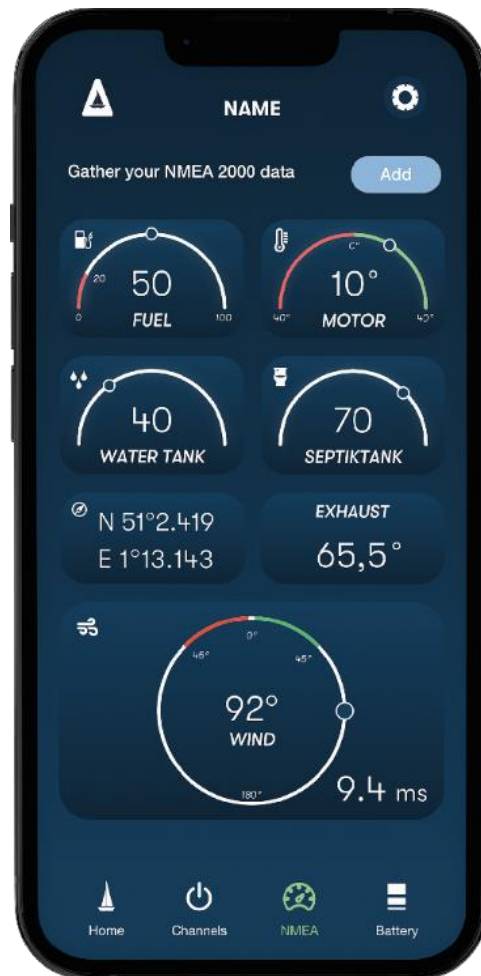 NAME
Gather your NMEA 2000 data
Add
20
50
0
FUEL
100
C°
10°
40°
MOTOR
40°
40
WATER TANK
70
SEPTIKTANK
N 51°2.419
E 1°13.143
EXHAUST
65,5°
0°
45°
45°
92°
WIND
180°
9.4 ms
Home
Channels
NMEA
Battery